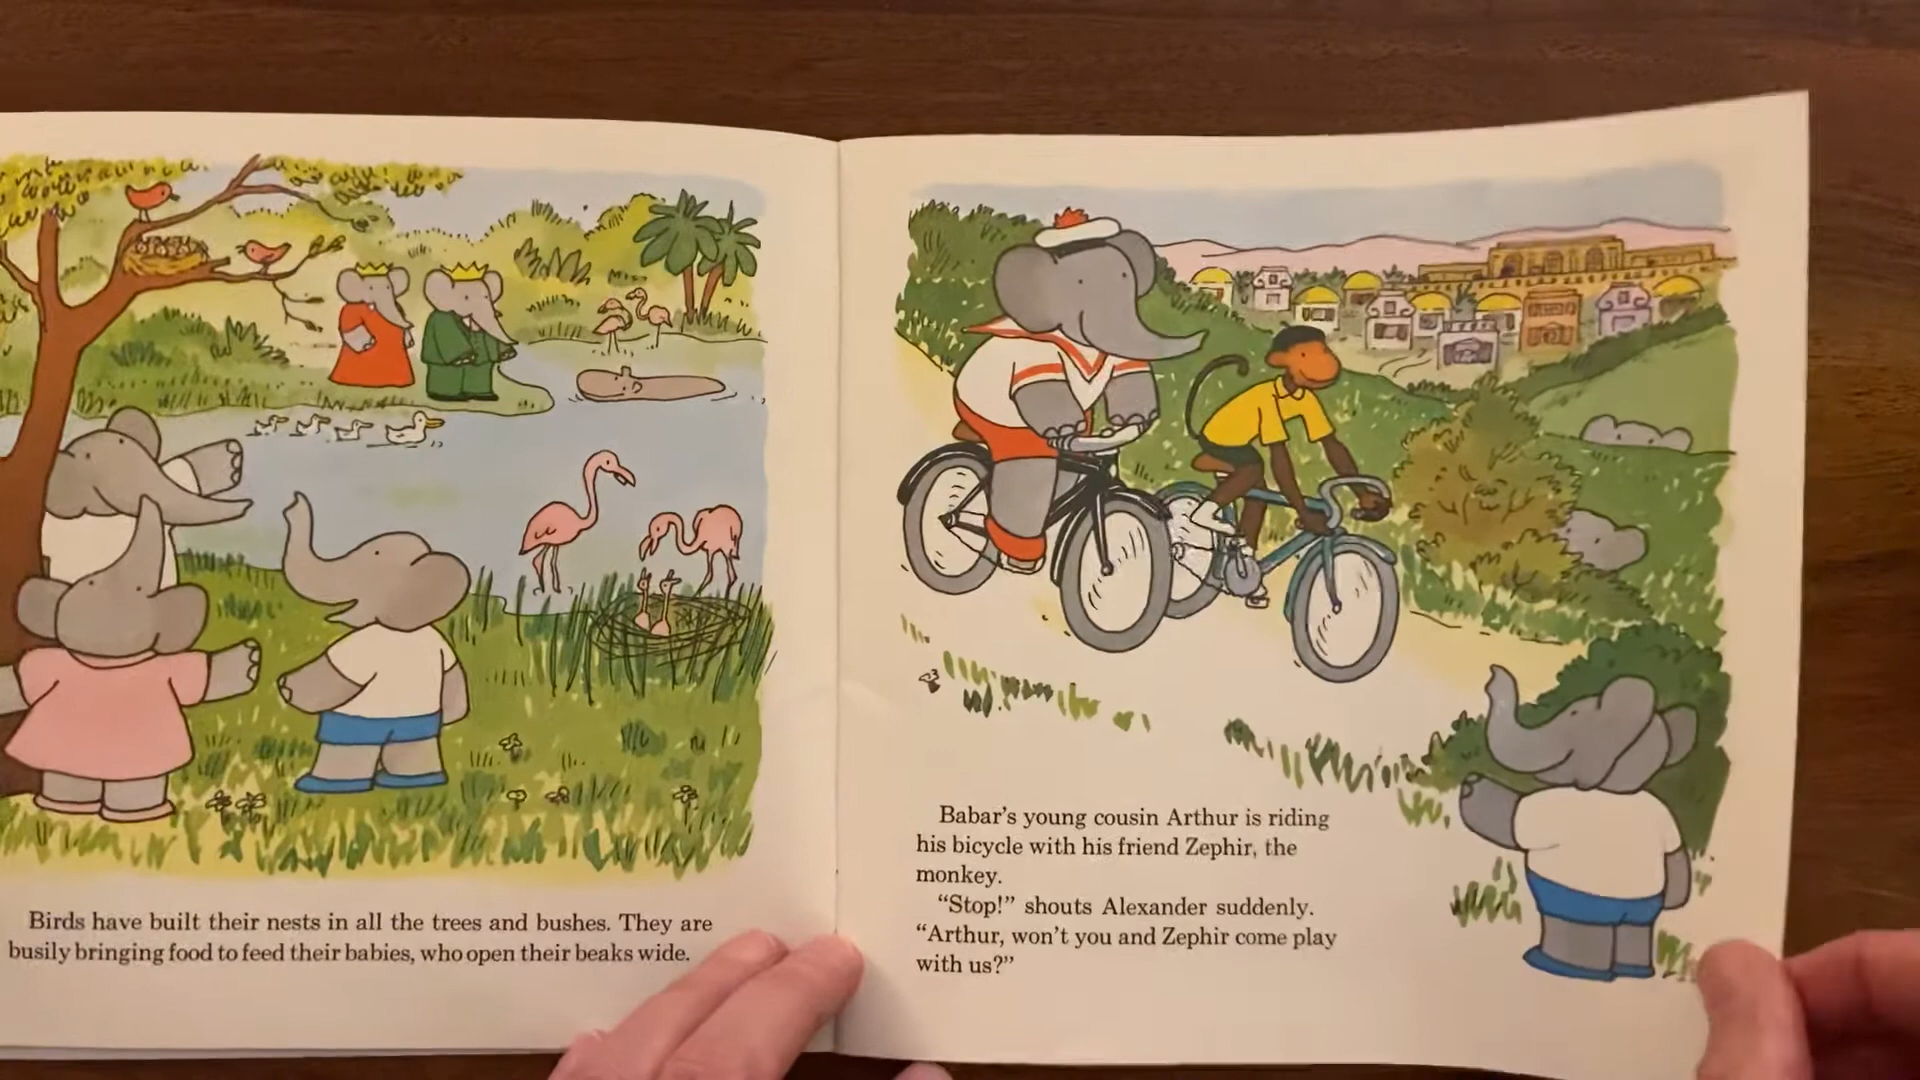 Birds have built their nests in all the trees and bushes. They are
busily bringing food to feed their babies, who open their beaks wide.
Babar's young cousin Arthur is riding
his bicycle with his friend Zephir, the
monkey.
“Stop!” shouts Alexander suddenly.
“Arthur, won't you and Zephir come play
with us?”